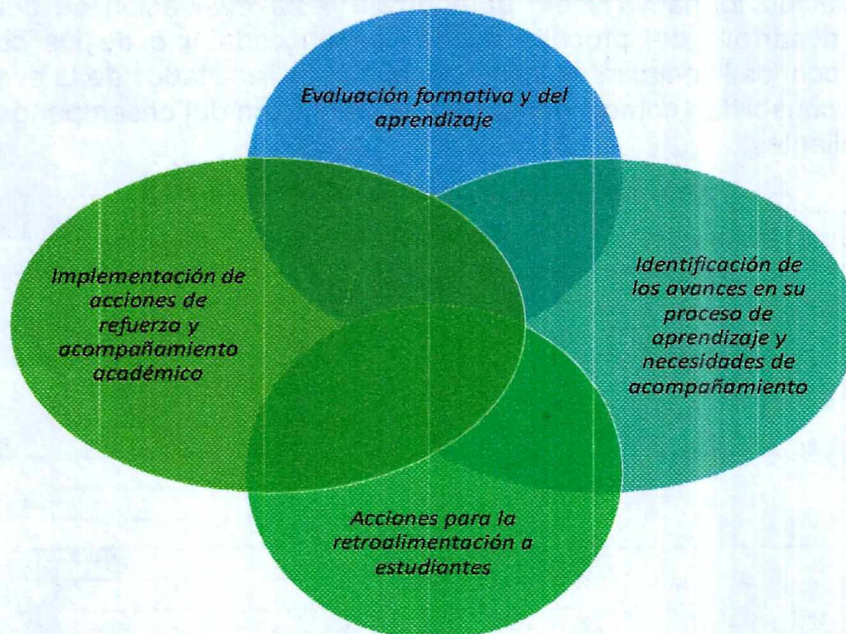 Evaluación formativa y del
aprendizaje
Implementación de
acciones de
refuerza y
acompañamiento
académico
Identificación de
los avances en su
proceso de
aprendizaje y
necesidades de
acompañamiento
Acciones para la
retroalimentación a
estudiantes